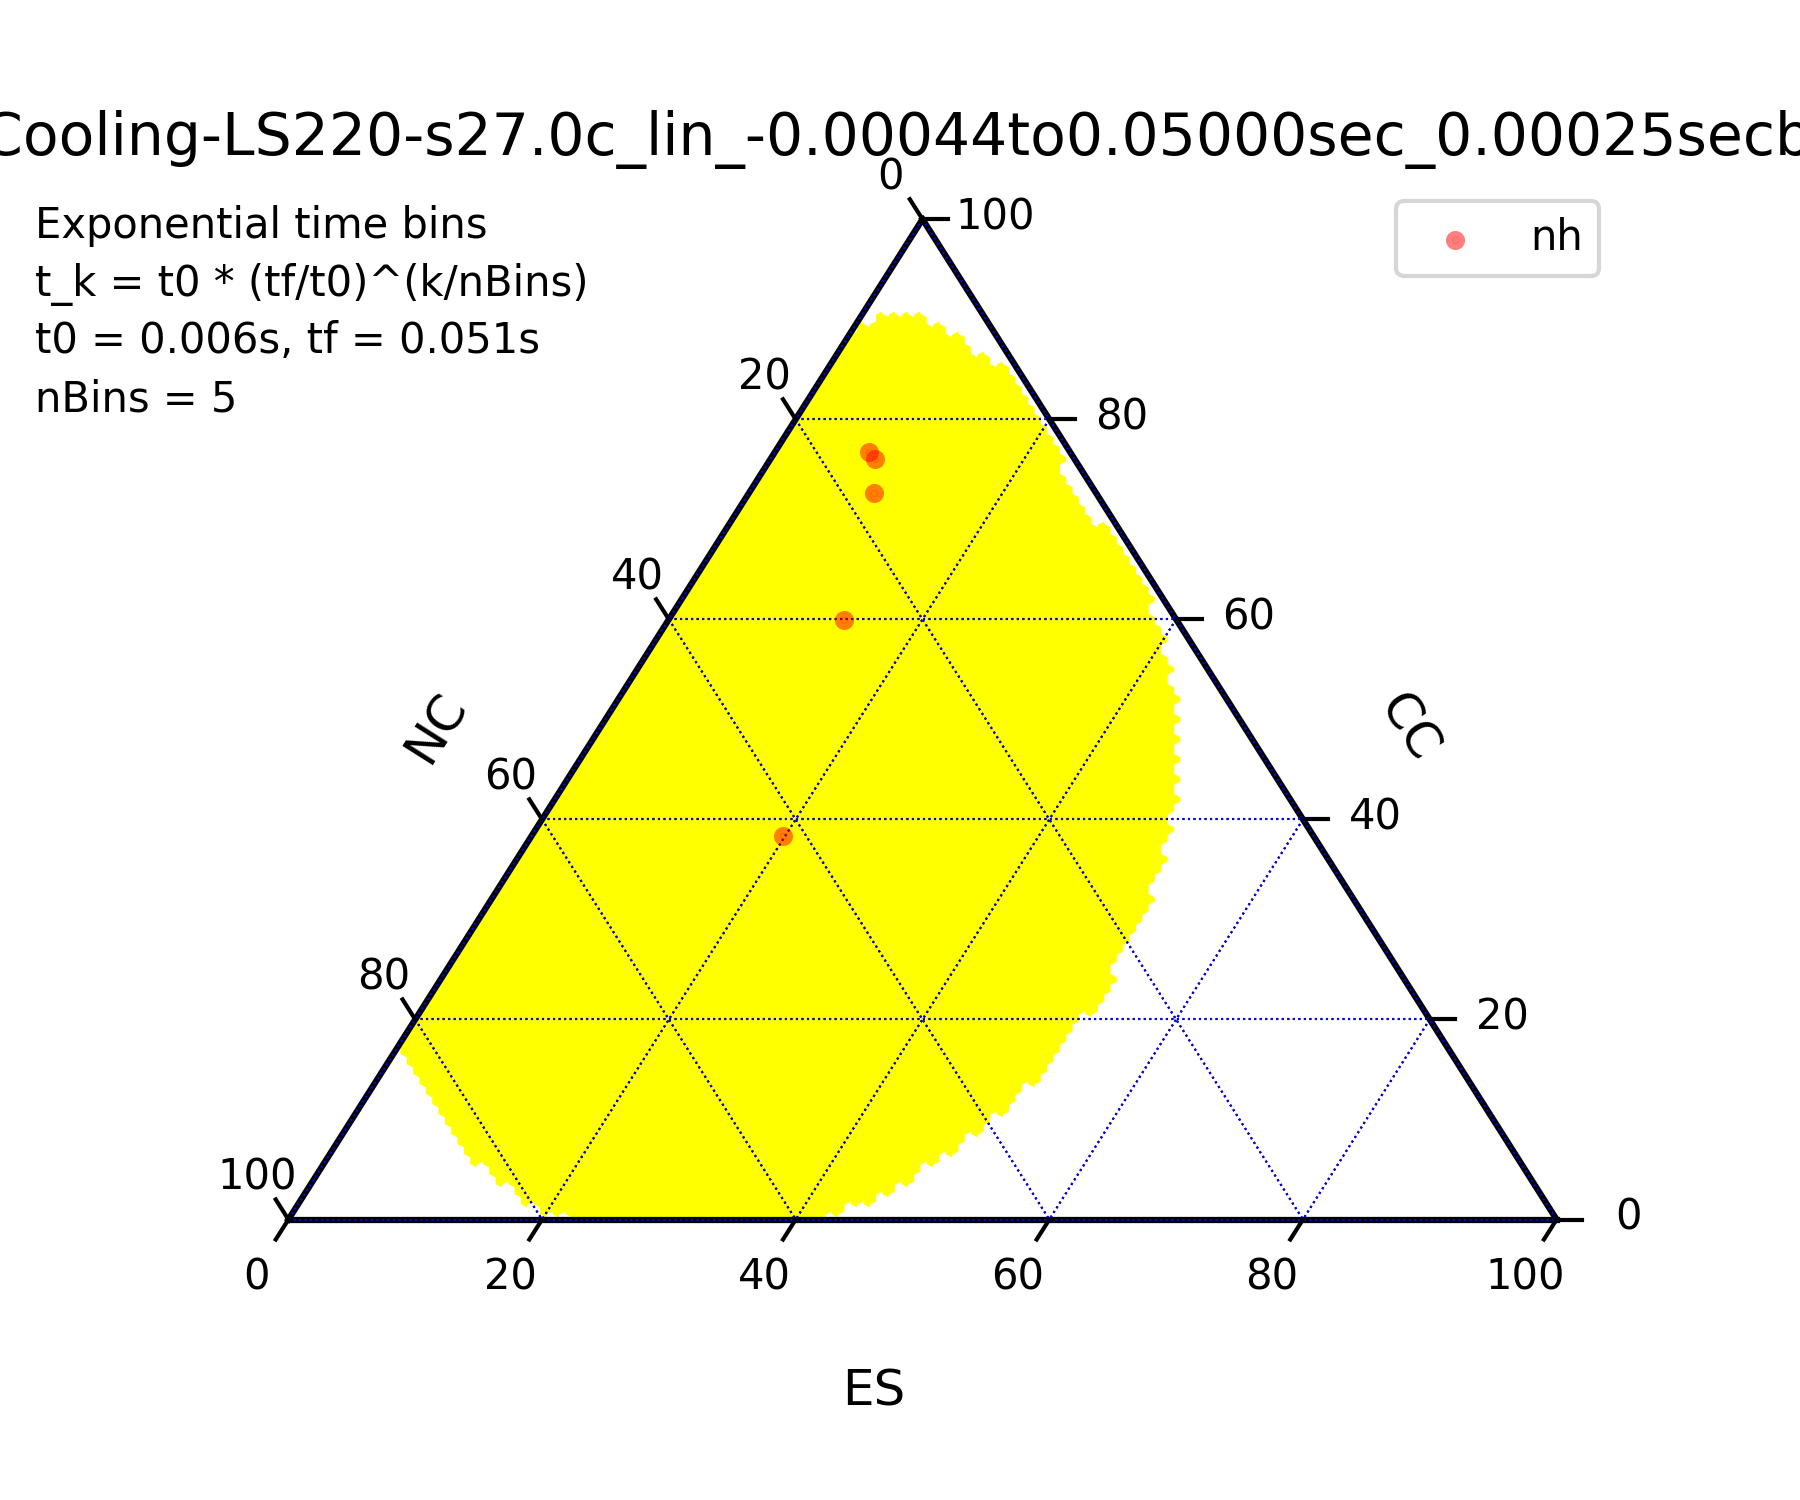 Cooling-LS220-s27.0c_lin_-0.00044to0.05000sec_0.00025secb
Exponential time bins
t_k = t0 * (tf/t0)^(k/nBins)
t0 = 0.006s, tf = 0.051s
nBins = 5
nh
0
100
20
80
40
60
NC
CC
60
40
80
20
100
0
0
20
40
60
80
100
ES